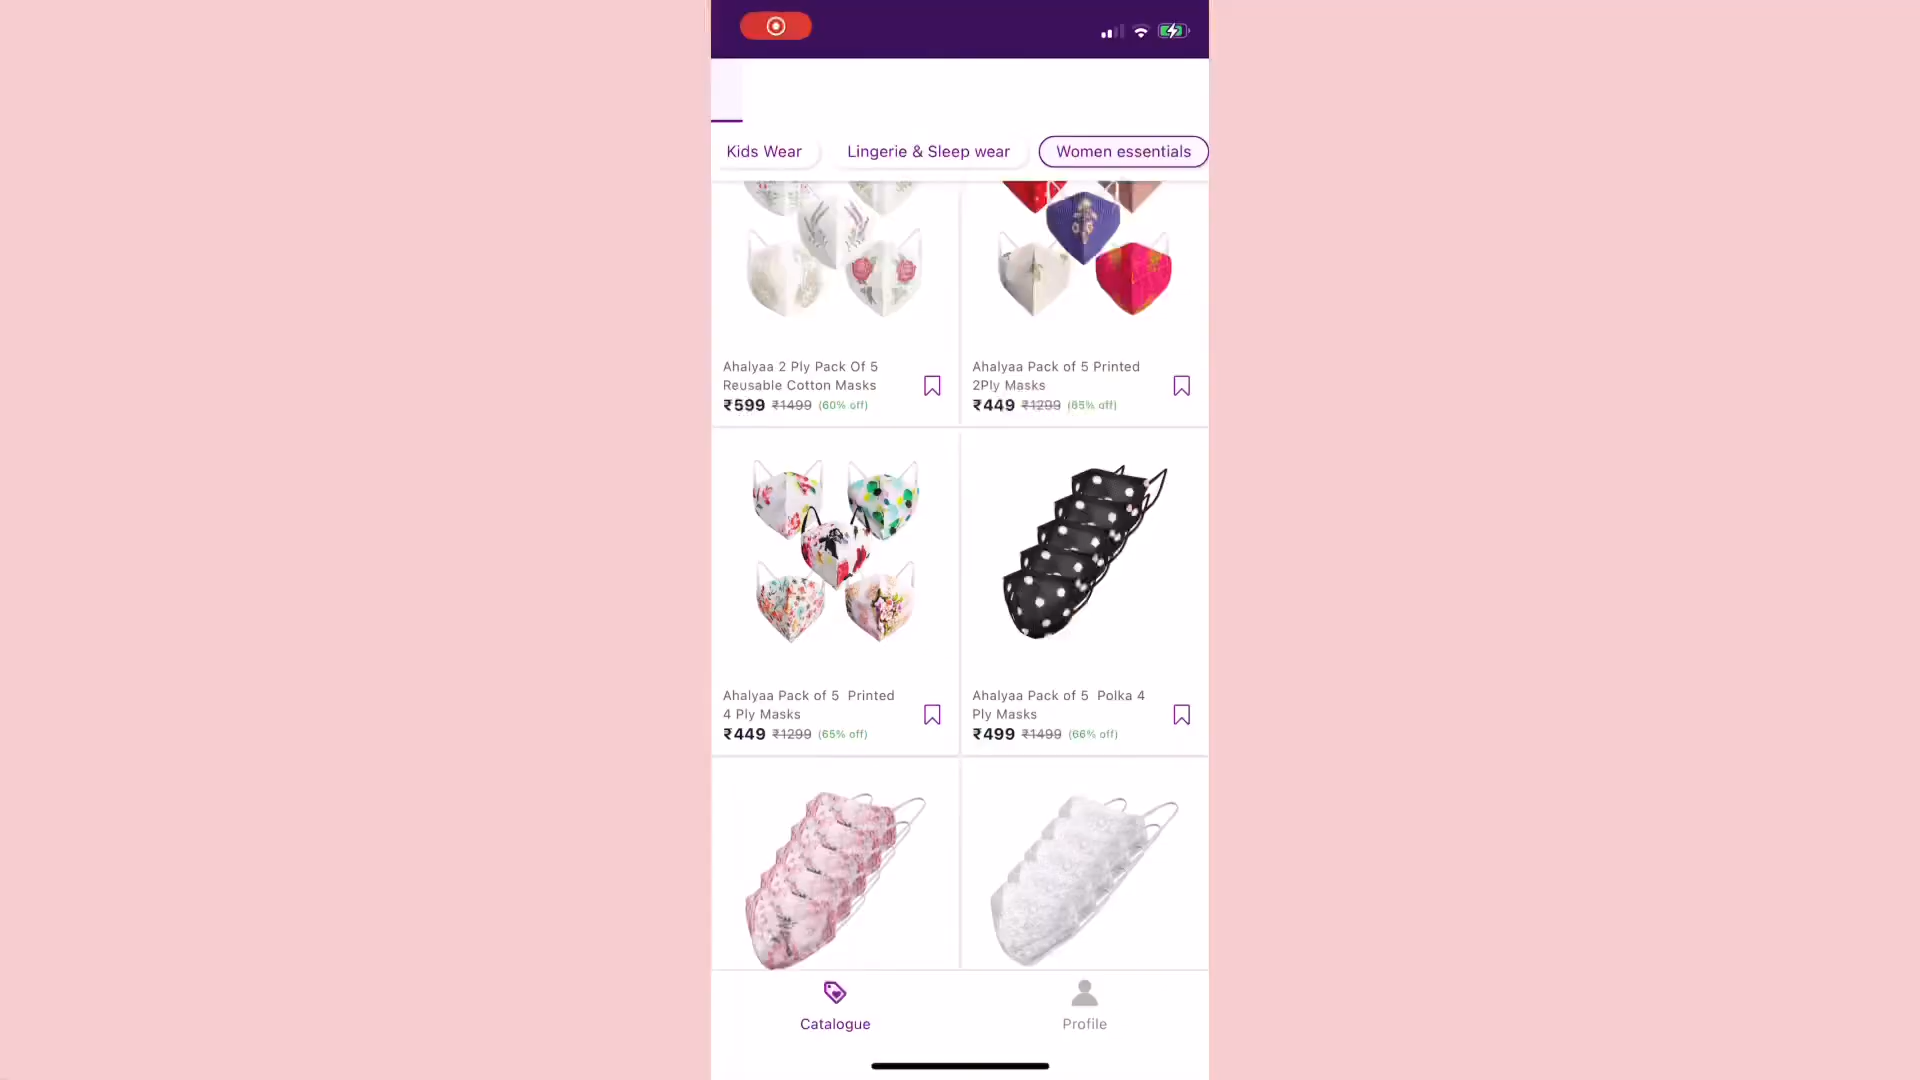 Kids Wear
Lingerie & Sleep wear
Women essentials
Ahalyaa 2 Ply Pack Of 5
Reusable Cotton Masks
₹599 ₹1499 (60% off)
Ahalyaa Pack of 5 Printed
2Ply Masks
₹449 ₹1299 (65% off)
Ahalyaa Pack of 5  Printed
4 Ply Masks
₹449 ₹1299 (65% off)
Ahalyaa Pack of 5  Polka 4
Ply Masks
₹499 ₹1499 (66% off)
Catalogue
Profile